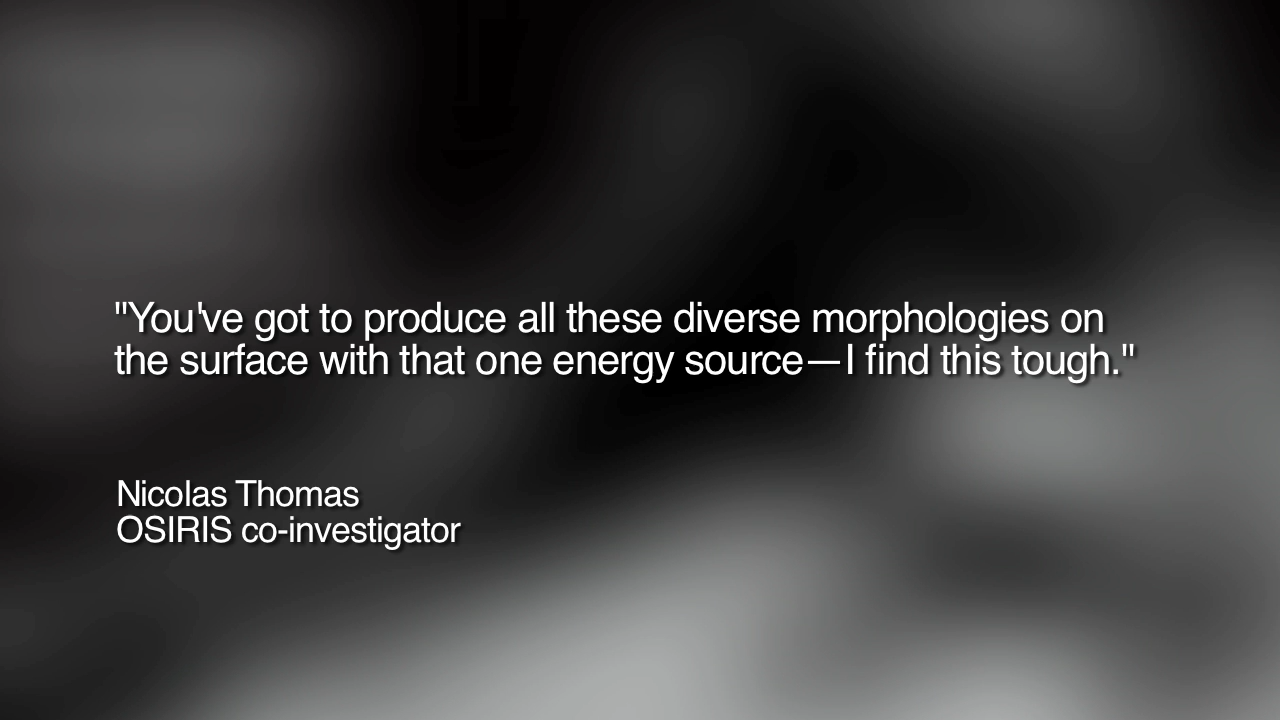 "You've got to produce all these diverse morphologies on
the surface with that one energy source—I find this tough."
Nicolas Thomas
OSIRIS co-investigator